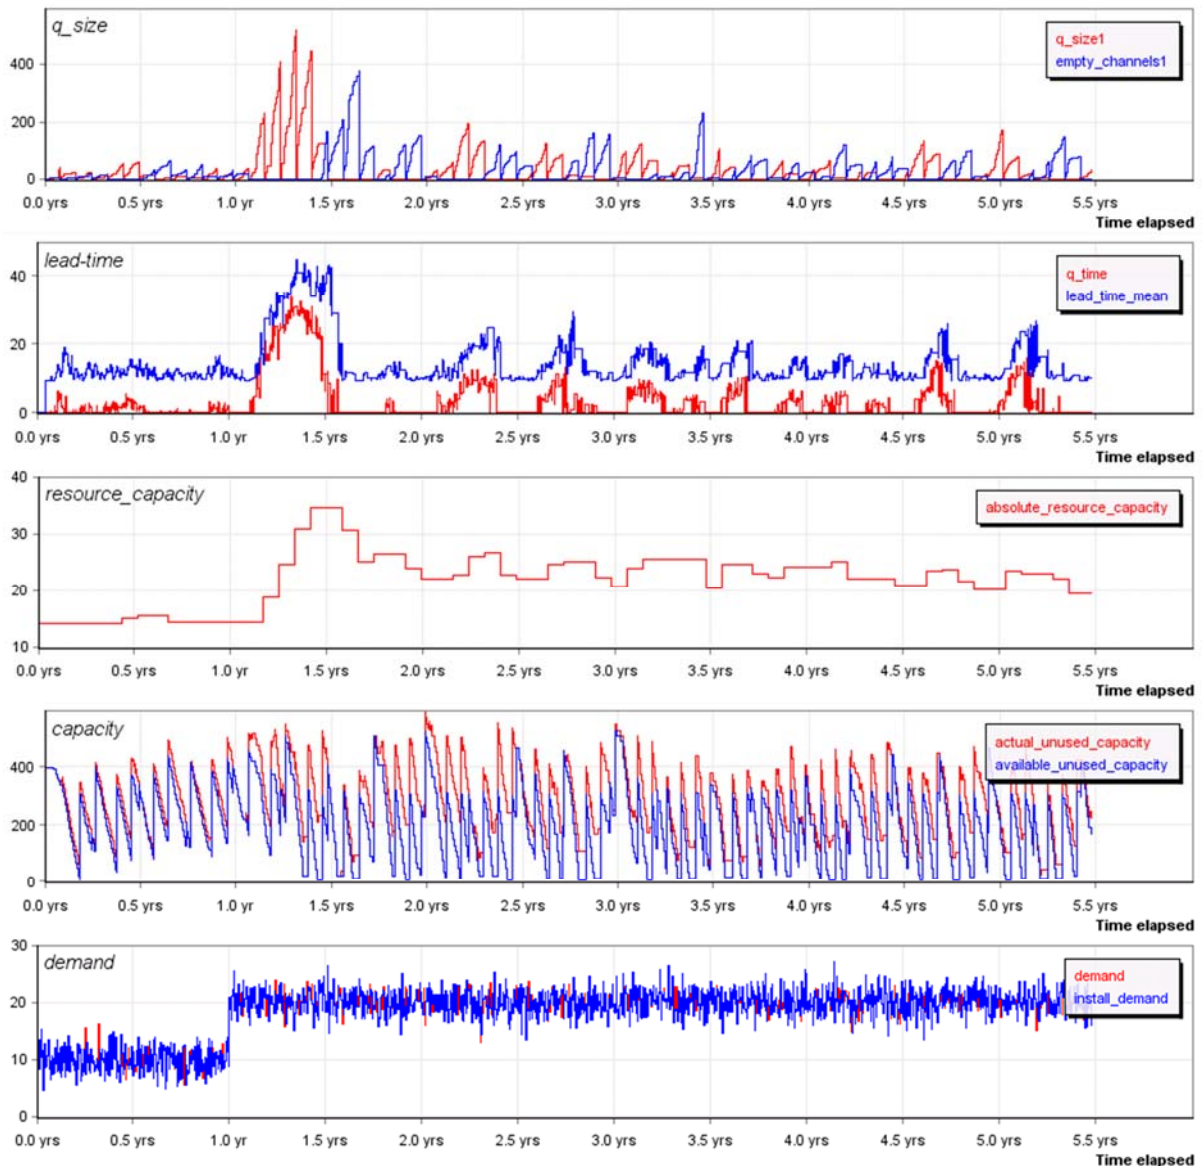 q_size
q_size1
empty_channels1
400
200
0
0.0 yrs 0.5 yrs 1.0 yr 1.5 yrs 2.0 yrs 2.5 yrs 3.0 yrs 3.5 yrs 4.0 yrs 4.5 yrs 5.0 yrs 5.5 yrs
Time elapsed
lead-time
q_time
lead_time_mean
40
20
0
0.0 yrs 0.5 yrs 1.0 yr 1.5 yrs 2.0 yrs 2.5 yrs 3.0 yrs 3.5 yrs 4.0 yrs 4.5 yrs 5.0 yrs 5.5 yrs
Time elapsed
40
resource_capacity
absolute_resource_capacity
30
20
10
0.0 yrs 0.5 yrs 1.0 yr 1.5 yrs 2.0 yrs 2.5 yrs 3.0 yrs 3.5 yrs 4.0 yrs 4.5 yrs 5.0 yrs 5.5 yrs
Time elapsed
capacity
actual_unused_capacity
available_unused_capacity
400
200
0
0.0 yrs 0.5 yrs 1.0 yr 1.5 yrs 2.0 yrs 2.5 yrs 3.0 yrs 3.5 yrs 4.0 yrs 4.5 yrs 5.0 yrs 5.5 yrs
Time elapsed
30
demand
demand
install_demand
20
10
0
0.0 yrs 0.5 yrs 1.0 yr 1.5 yrs 2.0 yrs 2.5 yrs 3.0 yrs 3.5 yrs 4.0 yrs 4.5 yrs 5.0 yrs 5.5 yrs
Time elapsed